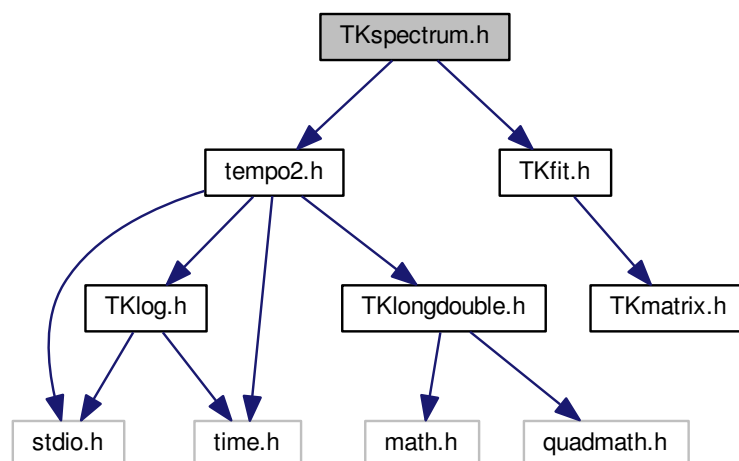 TKspectrum.h
tempo2.h
TKfit.h
TKlog.h
TKlongdouble.h
TKmatrix.h
stdio.h
time.h
math.h
quadmath.h